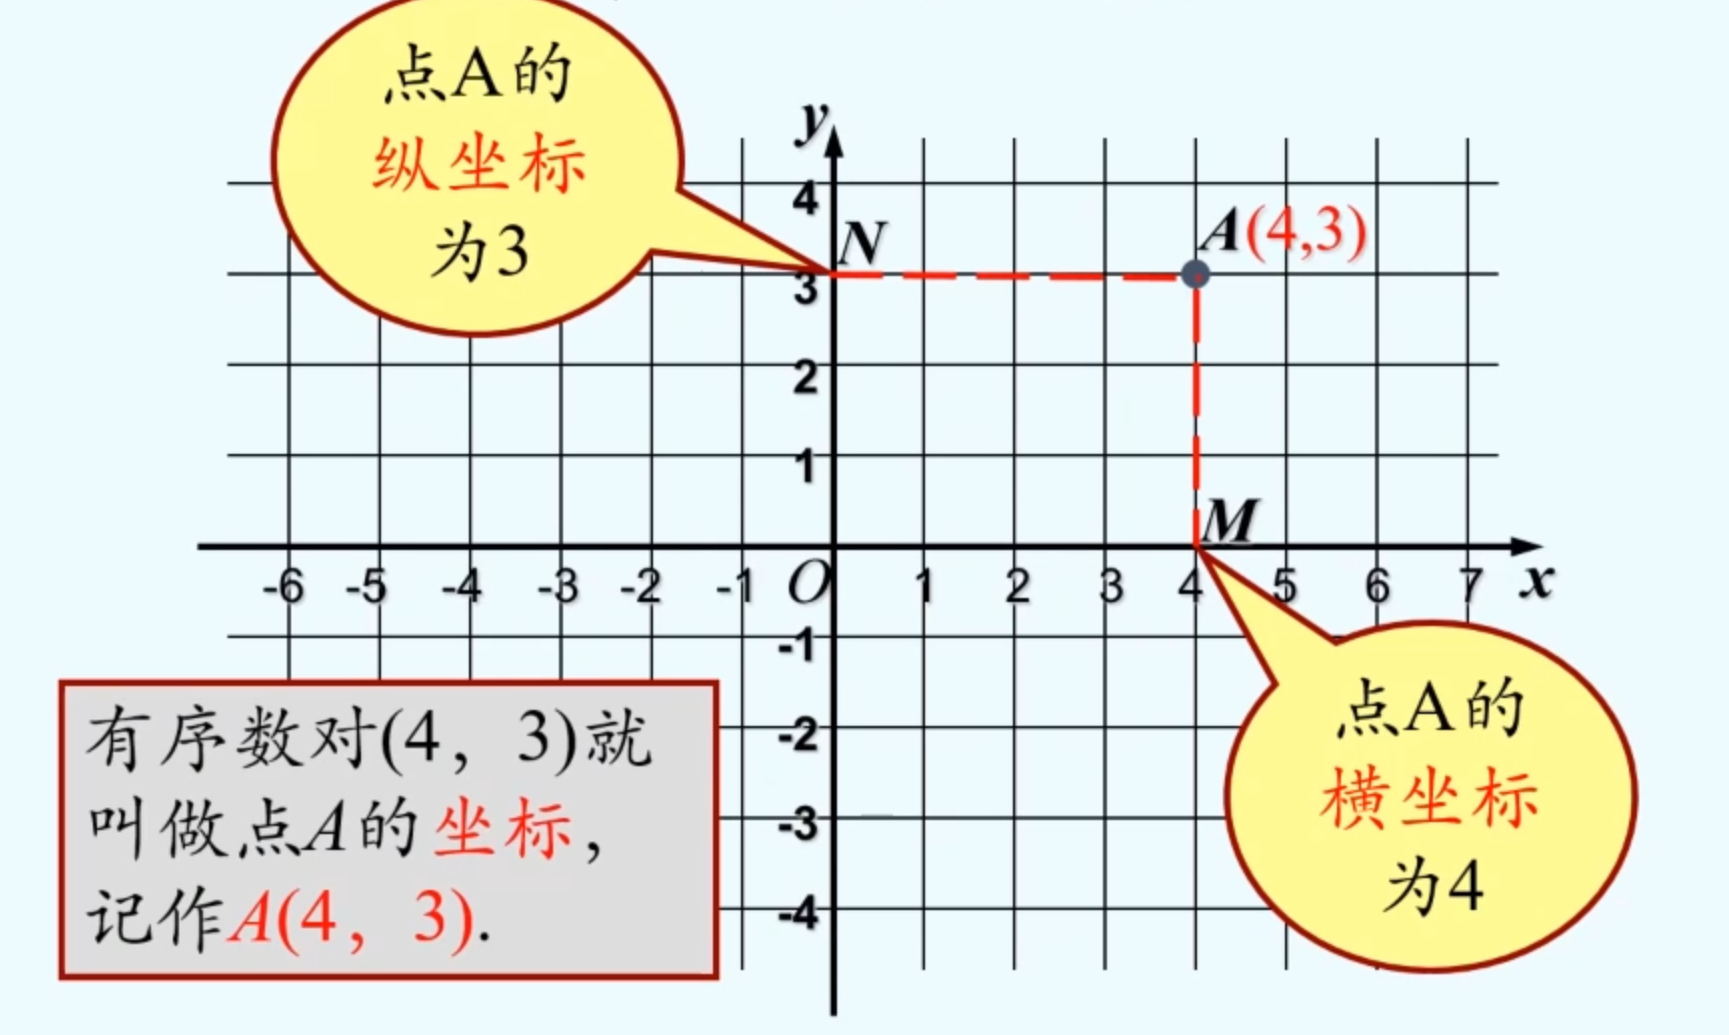 点A的
纵坐标
为3
y
4
N
A(4,3)
3
2
1
M
-6 -5 -4 -3 -2 -1 O 1 2 3 4 5 6 7 x
-1
-2
-3
-4
有序数对(4，3)就
叫做点A的坐标，
记作A(4，3).
点A的
横坐标
为4